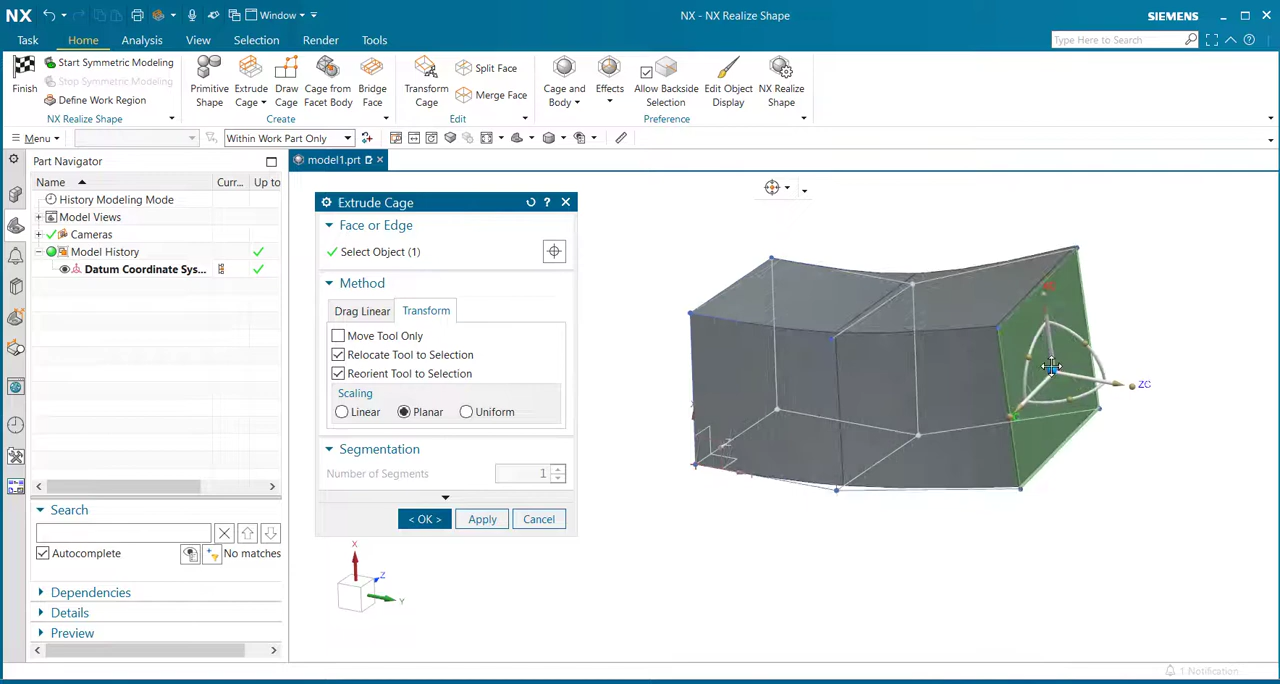 NX
Window
NX - NX Realize Shape
SIEMENS
Task
Home
Analysis
View
Selection
Render
Tools
Type Here to Search
Finish
Start Symmetric Modeling
Stop Symmetric Modeling
Define Work Region
NX Realize Shape
Primitive Shape
Extrude Cage
Draw Cage
Cage from Facet Body
Bridge Face
Create
Transform Cage
Split Face
Merge Face
Edit
Cage and Body
Effects
Allow Backside Selection
Edit Object Display
NX Realize Shape
Preference
Menu
Within Work Part Only
Part Navigator
model1.prt
Name
Curr...
Up to
History Modeling Mode
Model Views
Cameras
Model History
Datum Coordinate Sys...
Extrude Cage
Face or Edge
Select Object (1)
Method
Drag Linear
Transform
Move Tool Only
Relocate Tool to Selection
Reorient Tool to Selection
Scaling
Linear
Planar
Uniform
Segmentation
Number of Segments
1
< OK >
Apply
Cancel
ZC
X
Z
Y
Search
Autocomplete
No matches
Dependencies
Details
Preview
1 Notification